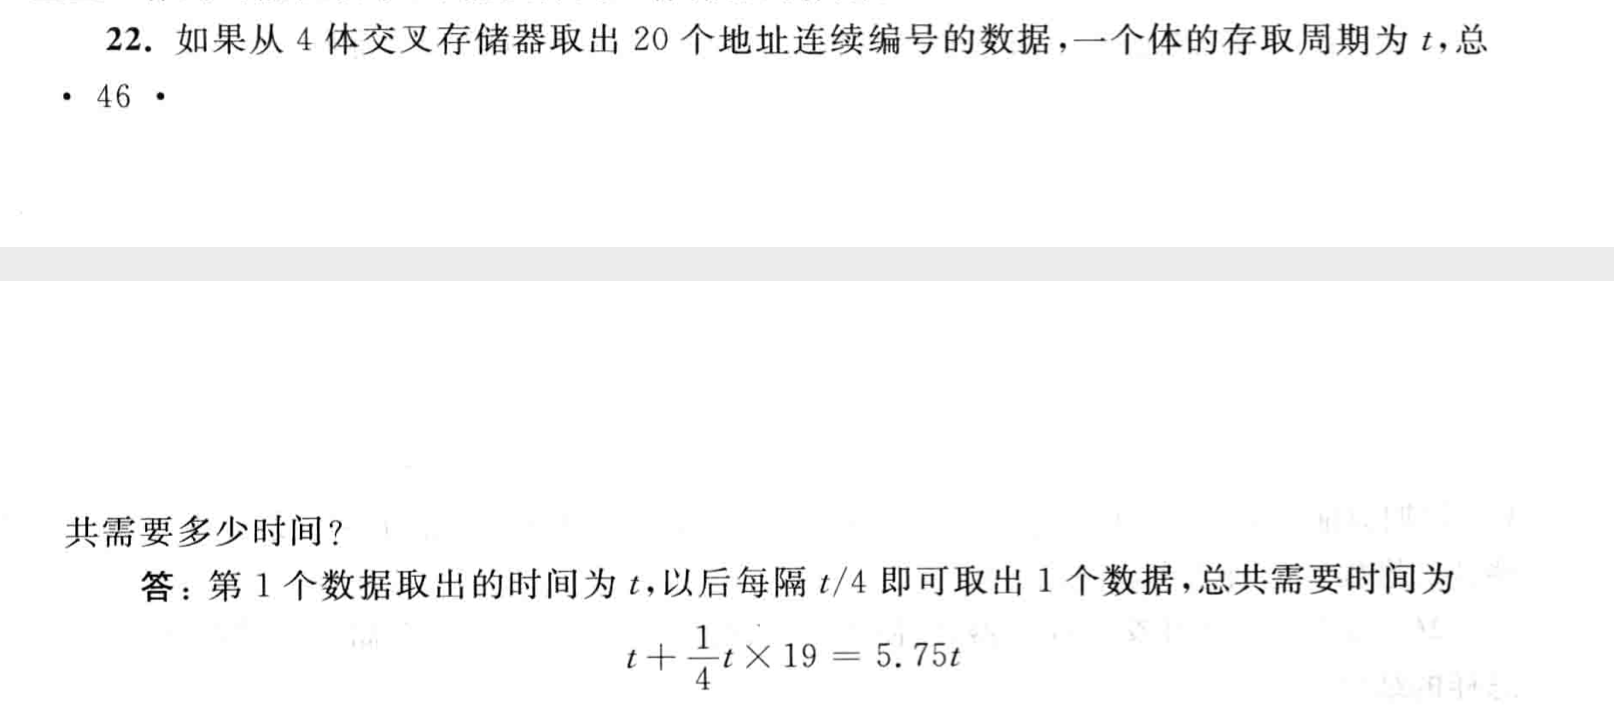 22. 如果从 4 体交叉存储器取出 20 个地址连续编号的数据,一个体的存取周期为 t,总
· 46 ·
共需要多少时间?
答：第 1 个数据取出的时间为 t,以后每隔 t/4 即可取出 1 个数据,总共需要时间为
t + \frac{1}{4}t × 19 = 5.75t